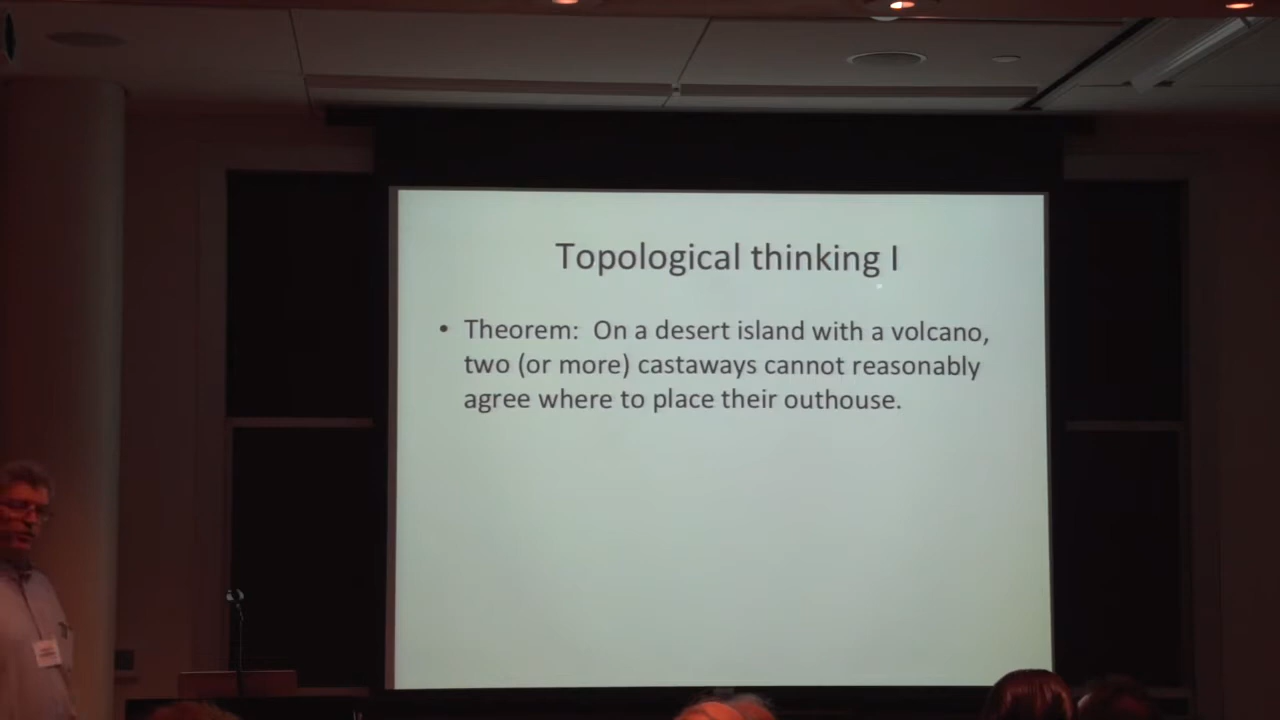 Topological thinking I
• Theorem: On a desert island with a volcano,
two (or more) castaways cannot reasonably
agree where to place their outhouse.